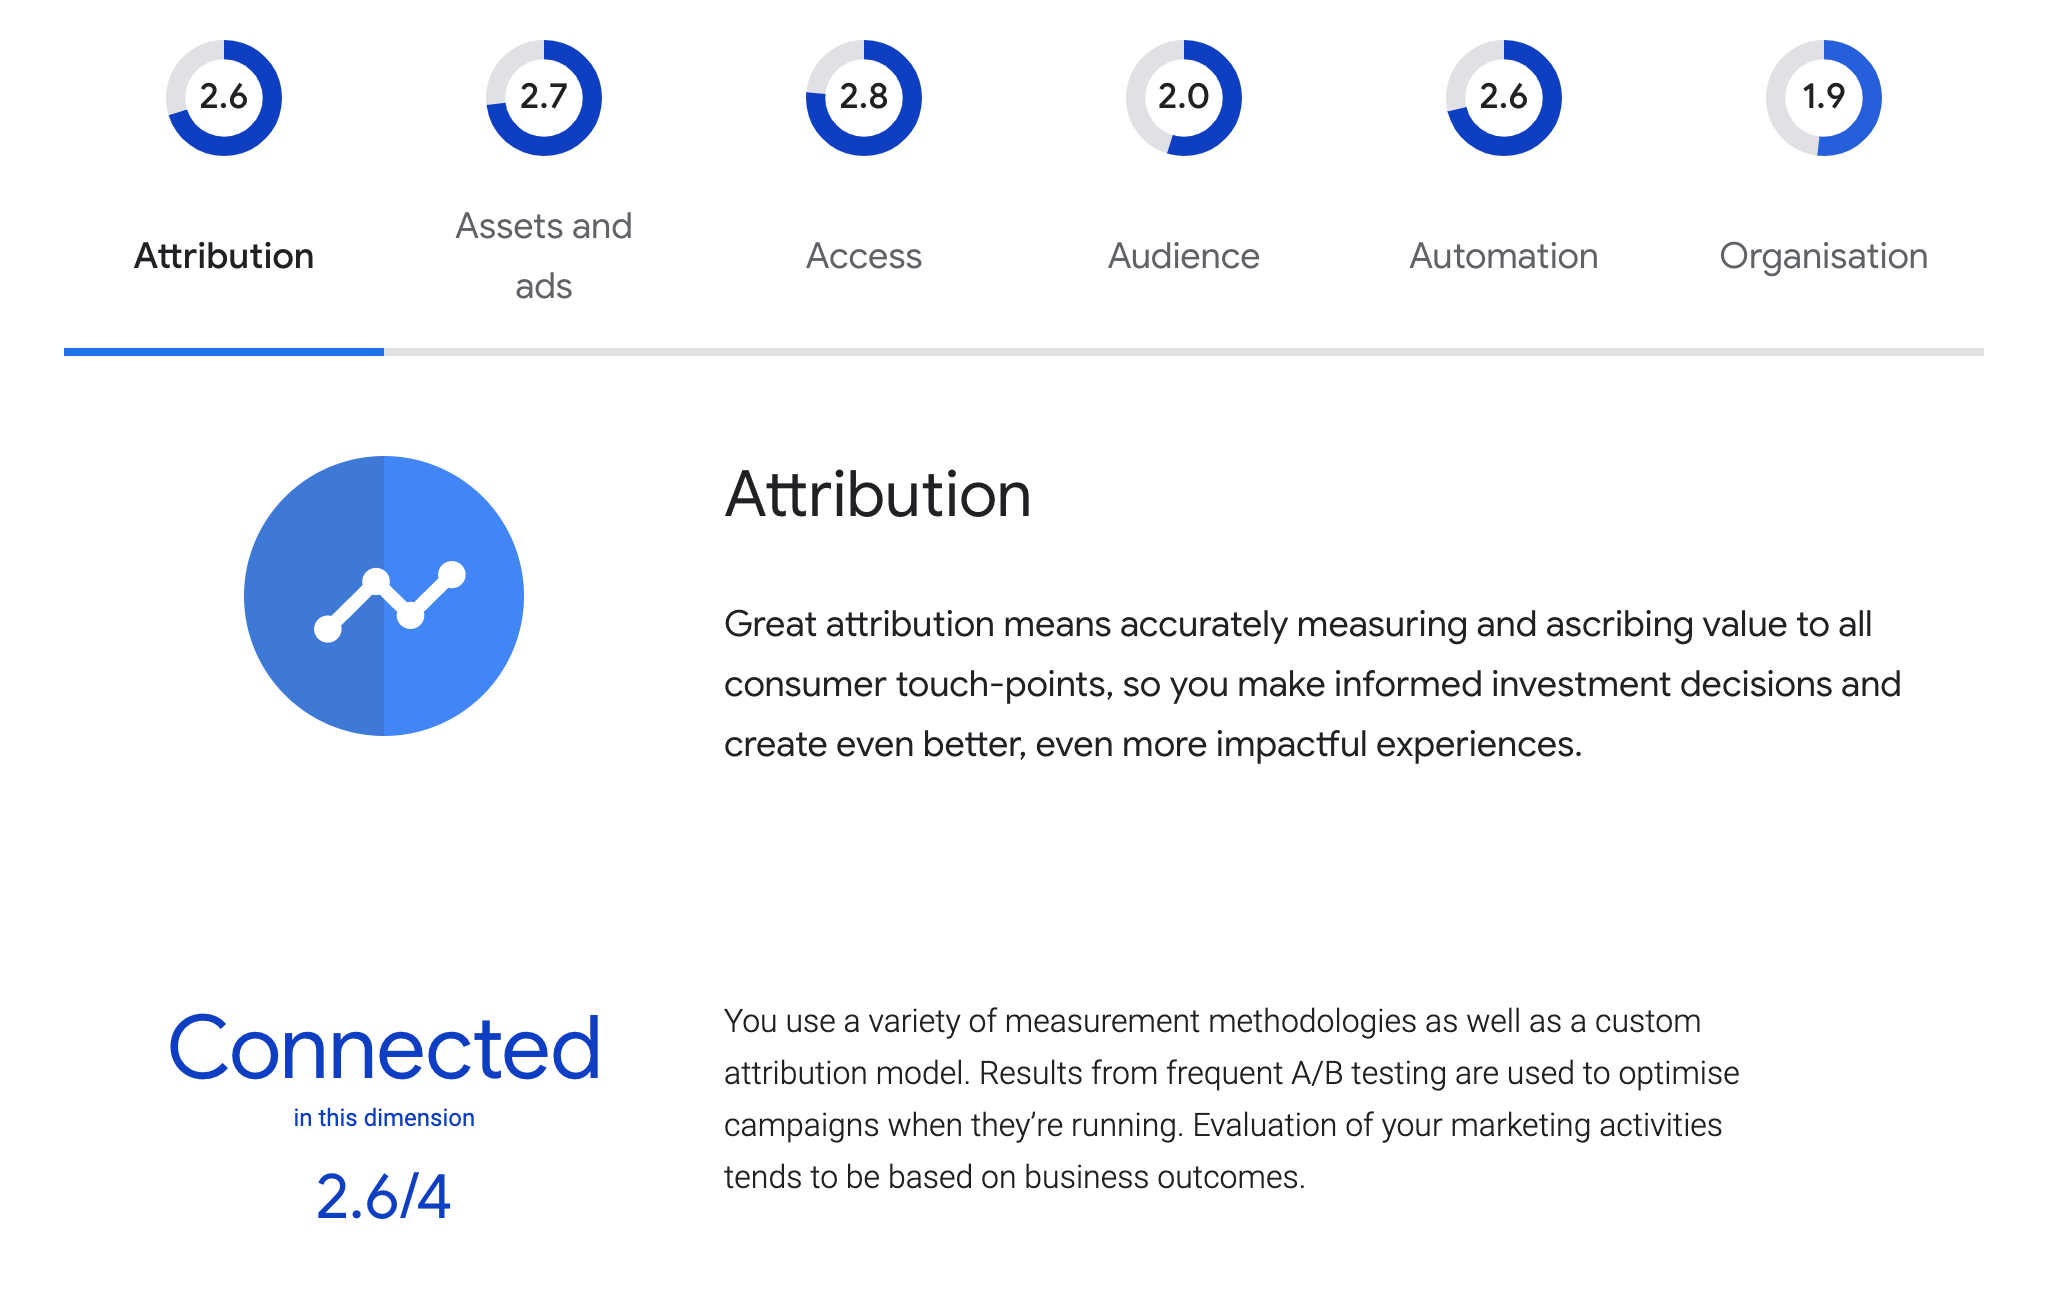 2.6
2.7
2.8
2.0
2.6
1.9
Attribution
Assets and
ads
Access
Audience
Automation
Organisation
Attribution
Great attribution means accurately measuring and ascribing value to all
consumer touch-points, so you make informed investment decisions and
create even better, even more impactful experiences.
Connected
in this dimension
2.6/4
You use a variety of measurement methodologies as well as a custom
attribution model. Results from frequent A/B testing are used to optimise
campaigns when they’re running. Evaluation of your marketing activities
tends to be based on business outcomes.